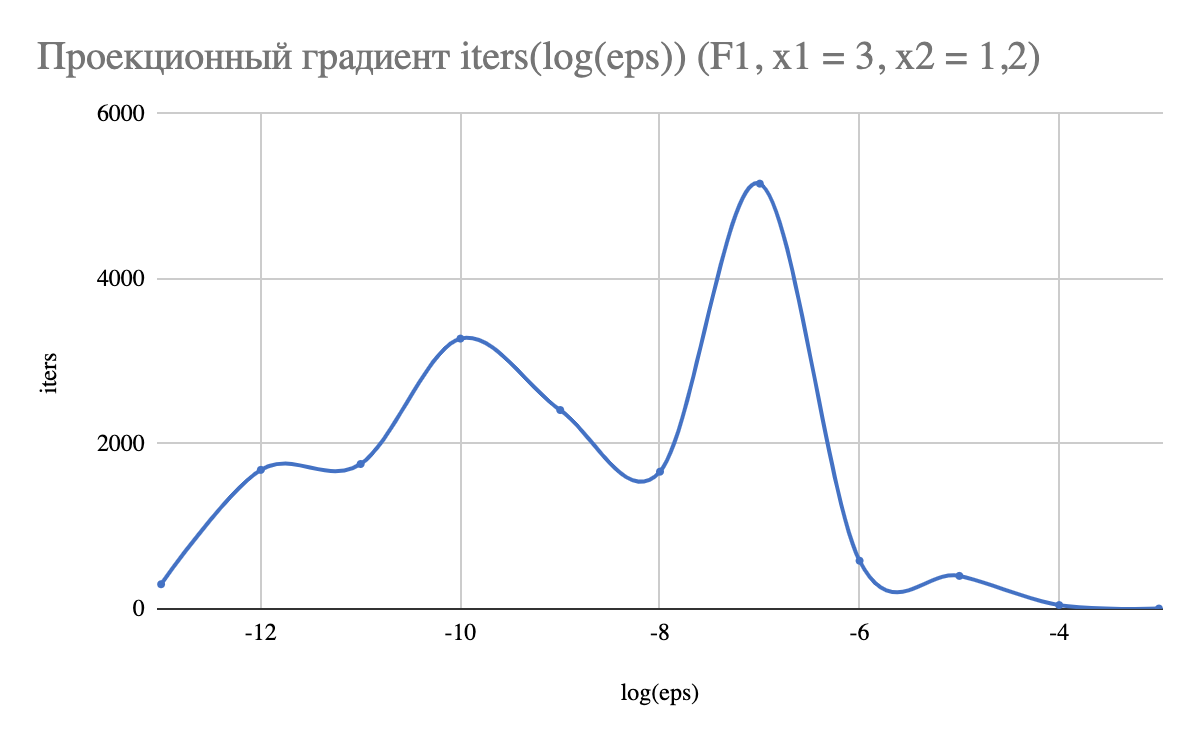 Проекционный градиент iters(log(eps)) (F1, x1 = 3, x2 = 1,2)
6000
4000
2000
0
iters
-12 -10 -8 -6 -4
log(eps)